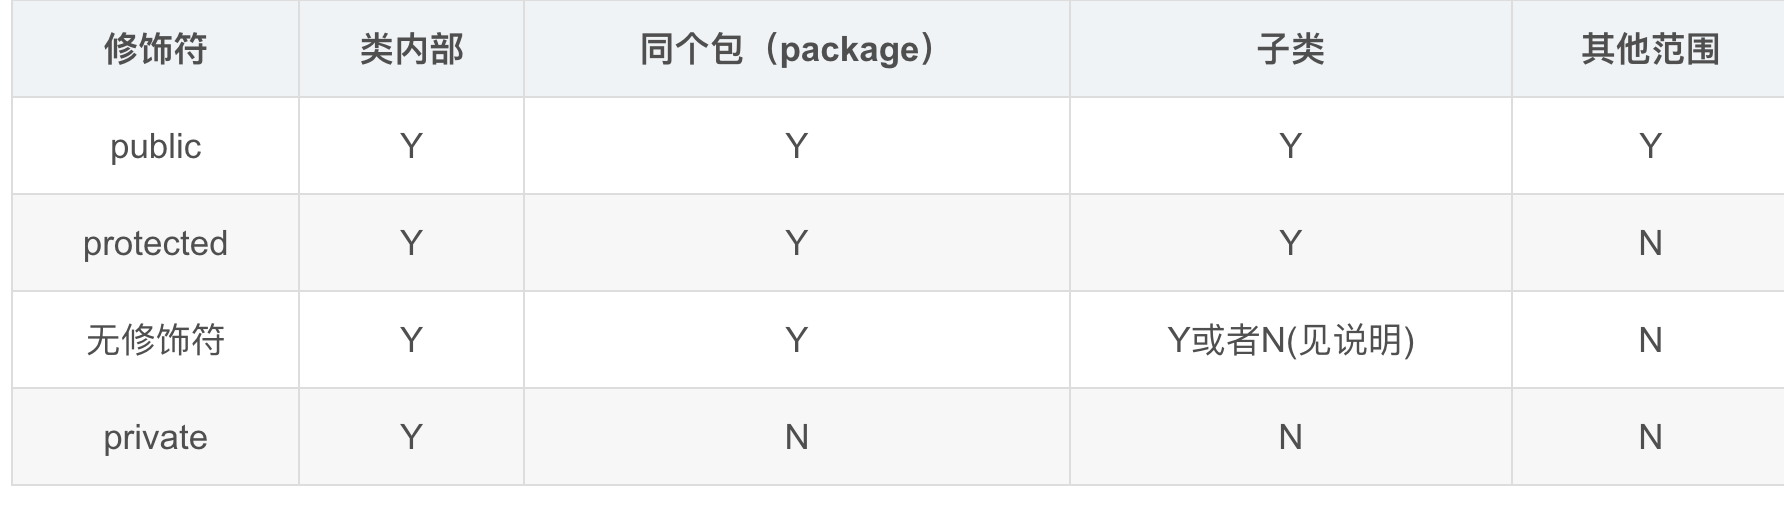 修饰符 类内部 同个包（package） 子类 其他范围
public Y Y Y Y
protected Y Y Y N
无修饰符 Y Y Y或者N(见说明) N
private Y N N N